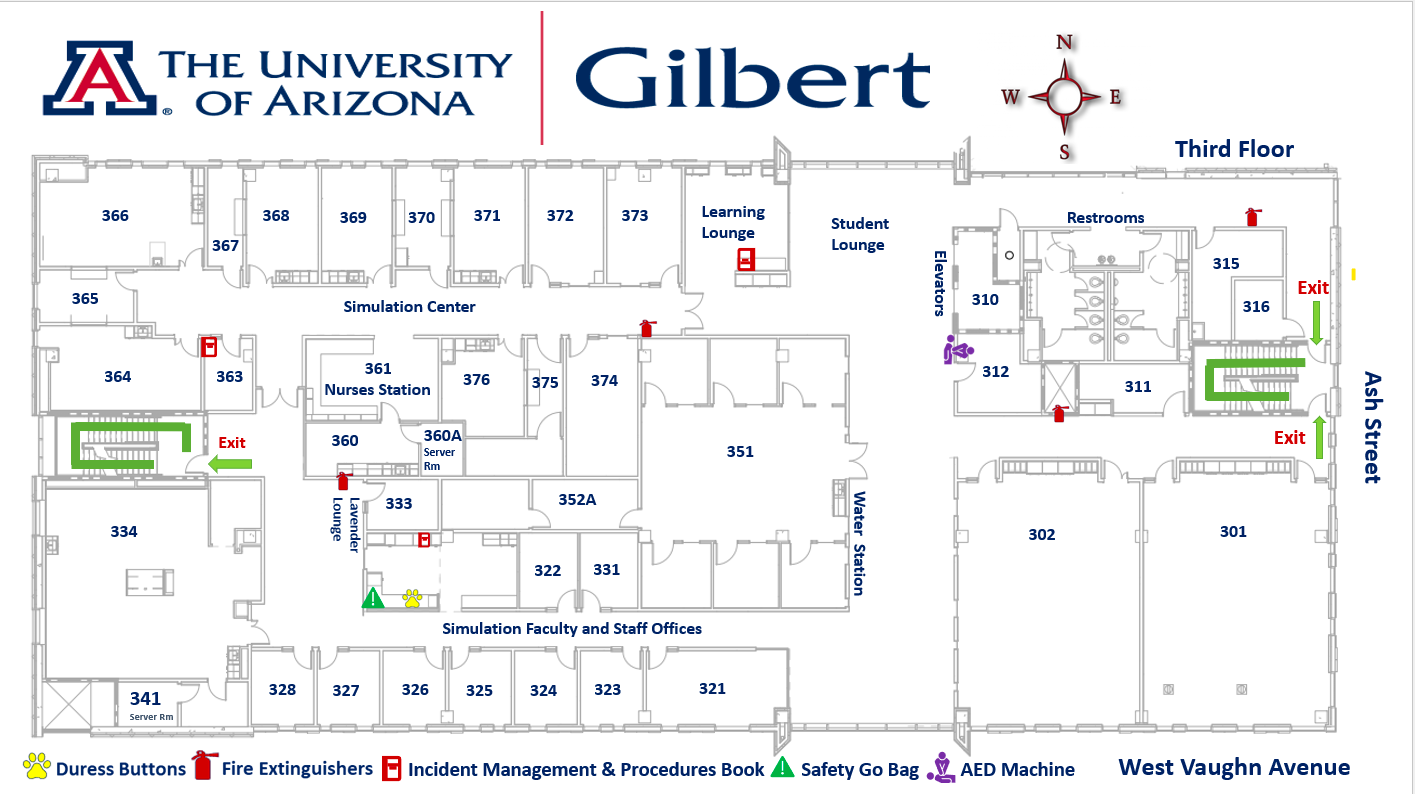 THE UNIVERSITY
OF ARIZONA
®
Gilbert
N
W E
S
Third Floor
366
367
368
369
370
371
372
373
Learning
Lounge
Student
Lounge
Restrooms
Elevators
310
315
316
Exit
365
Simulation Center
364
363
361
Nurses Station
376
375
374
312
311
Ash Street
Exit
360
360A
Server
Rm
Exit
351
Lavender
Lounge
333
352A
Water Station
334
302
301
322
331
Simulation Faculty and Staff Offices
328
327
326
325
324
323
321
341
Server Rm
Duress Buttons
Fire Extinguishers
Incident Management & Procedures Book
Safety Go Bag
AED Machine
West Vaughn Avenue